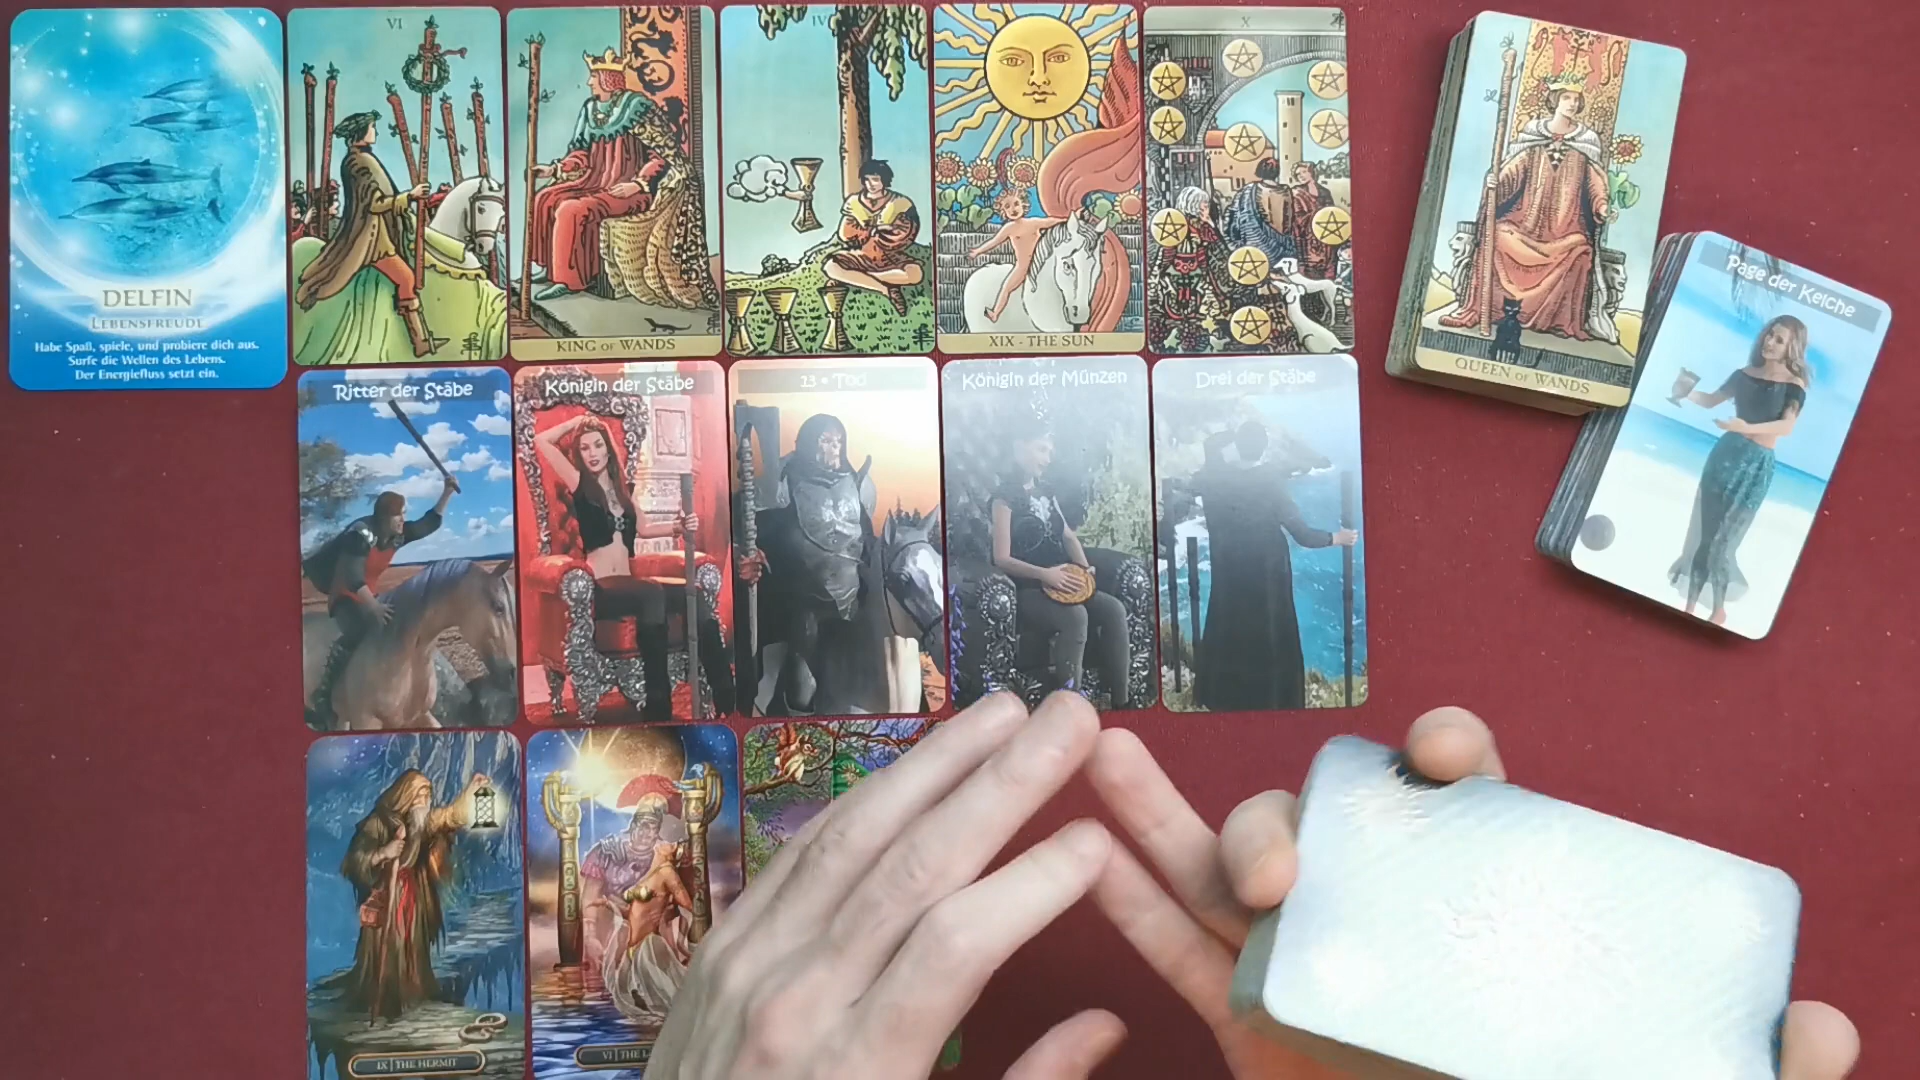 DELFIN
LEBENSFREUDE
Habe Spaß, spiele, und probiere dich aus.
Surfe die Wellen des Lebens.
Der Energiefluss setzt ein.
VI
KING OF WANDS
IV
XIX - THE SUN
X
QUEEN OF WANDS
Page der Kelche
Ritter der Stäbe
Königin der Stäbe
13 • Tod
Königin der Münzen
Drei der Stäbe
IX | THE HERMIT
VI | THE